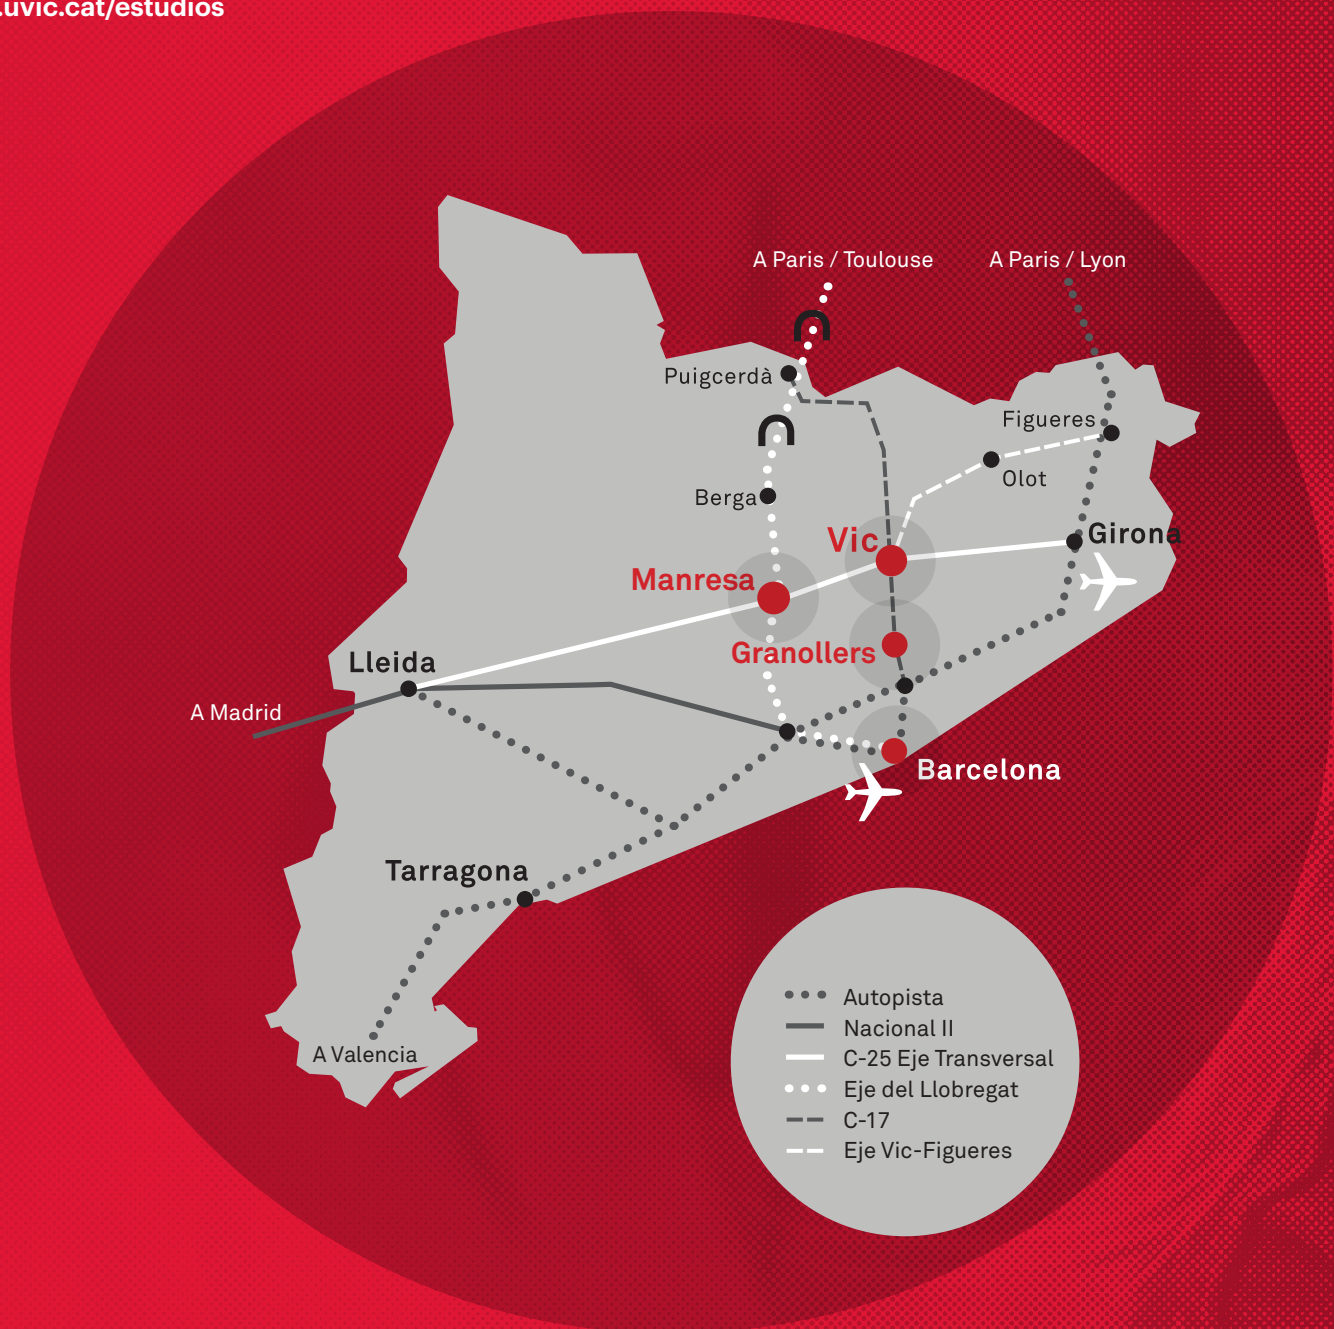 .uvic.cat/estudios
A Paris / Toulouse
A Paris / Lyon
Puigcerdà
Figueres
Olot
Berga
Vic
Girona
Manresa
Granollers
Lleida
A Madrid
Barcelona
Tarragona
A Valencia
Autopista
Nacional II
C-25 Eje Transversal
Eje del Llobregat
C-17
Eje Vic-Figueres